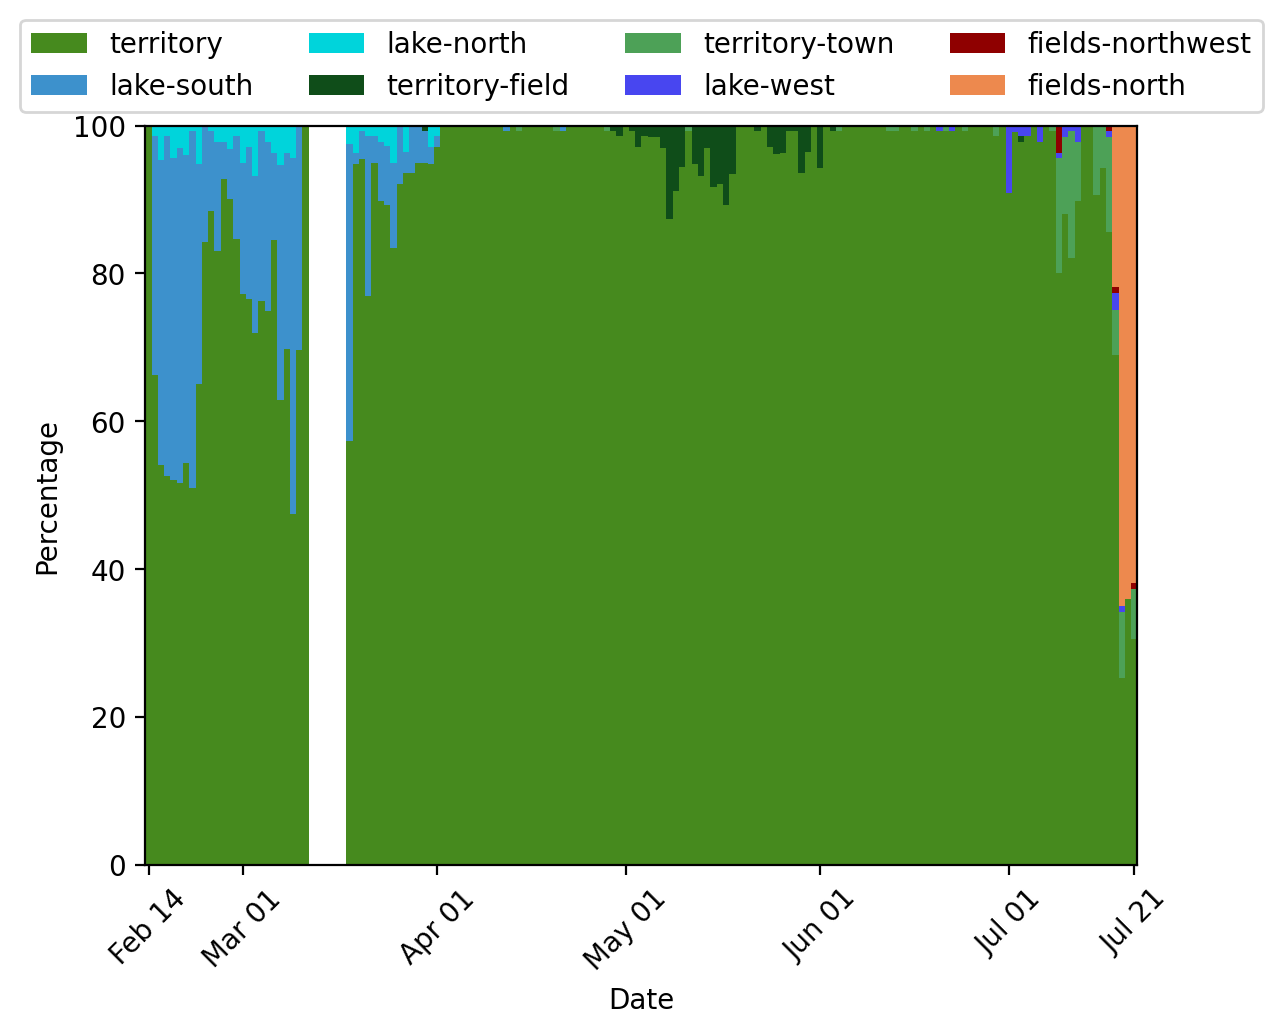 territory lake-north territory-town fields-northwest
lake-south territory-field lake-west fields-north
100
80
60
40
20
0
Percentage
Feb 14 Mar 01 Apr 01 May 01 Jun 01 Jul 01 Jul 21
Date